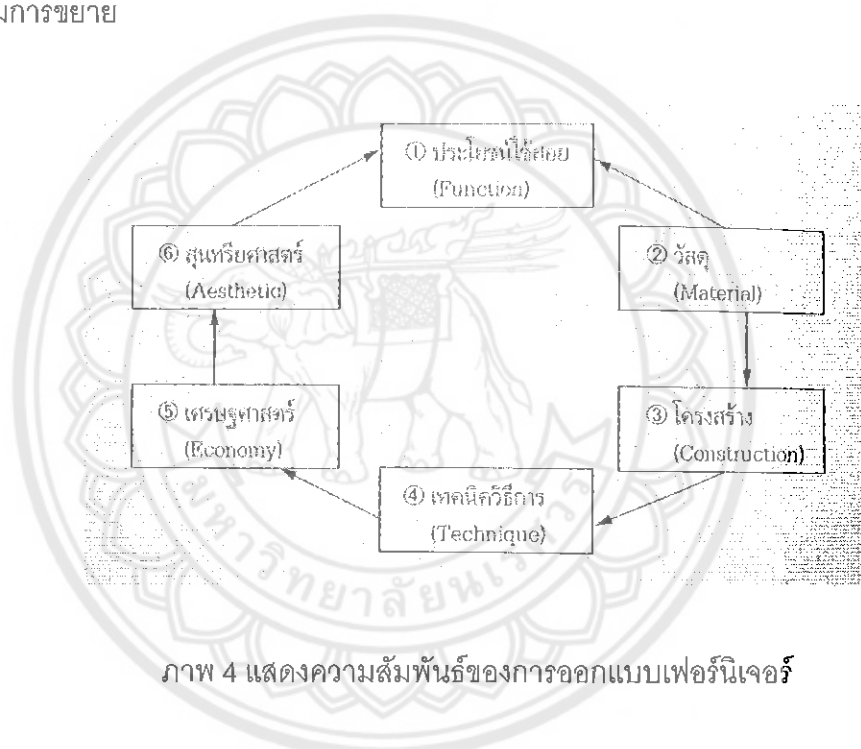 มการขยาย
① ประโยชน์ใช้สอย
(Function)
② วัสดุ
(Material)
③ โครงสร้าง
(Construction)
④ เทคนิควิธีการ
(Technique)
⑤ เศรษฐศาสตร์
(Economy)
⑥ สุนทรียศาสตร์
(Aesthetic)
ภาพ 4 แสดงความสัมพันธ์ของการออกแบบเฟอร์นิเจอร์